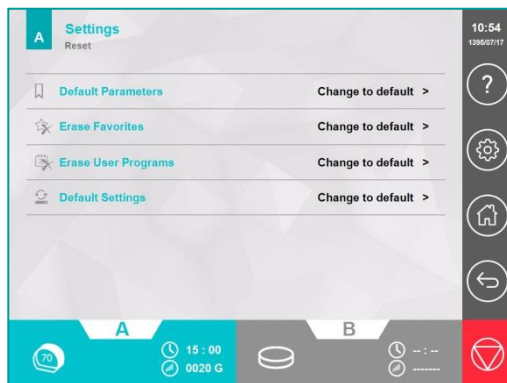 A
Settings
Reset
10:54
1395/07/17
?
Default Parameters Change to default >
Erase Favorites Change to default >
Erase User Programs Change to default >
Default Settings Change to default >
A
B
70
15 : 00
0020 G
-- : --
-------